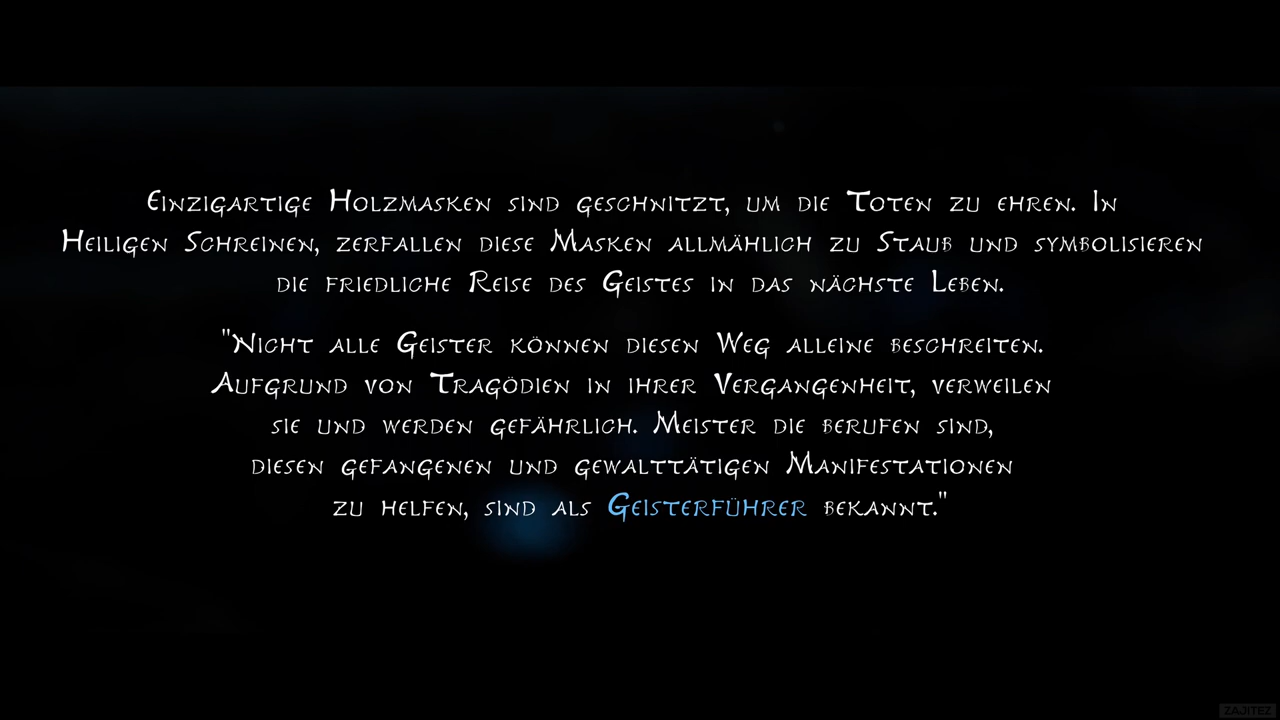 Einzigartige Holzmasken sind geschnitzt, um die Toten zu ehren. In
Heiligen Schreinen, zerfallen diese Masken allmählich zu Staub und symbolisieren
die friedliche Reise des Geistes in das nächste Leben.
"Nicht alle Geister können diesen Weg alleine beschreiten.
Aufgrund von Tragödien in ihrer Vergangenheit, verweilen
sie und werden gefährlich. Meister die berufen sind,
diesen gefangenen und gewalttätigen Manifestationen
zu helfen, sind als Geisterführer bekannt."
ZAJITEZ